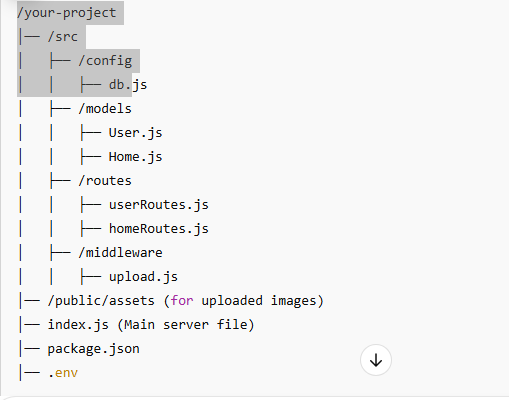 /your-project
│── /src
│   ├── /config
│   │   ├── db.js
│   ├── /models
│   │   ├── User.js
│   │   ├── Home.js
│   ├── /routes
│   │   ├── userRoutes.js
│   │   ├── homeRoutes.js
│   ├── /middleware
│   │   ├── upload.js
│── /public/assets (for uploaded images)
│── index.js (Main server file)
│── package.json
│── .env